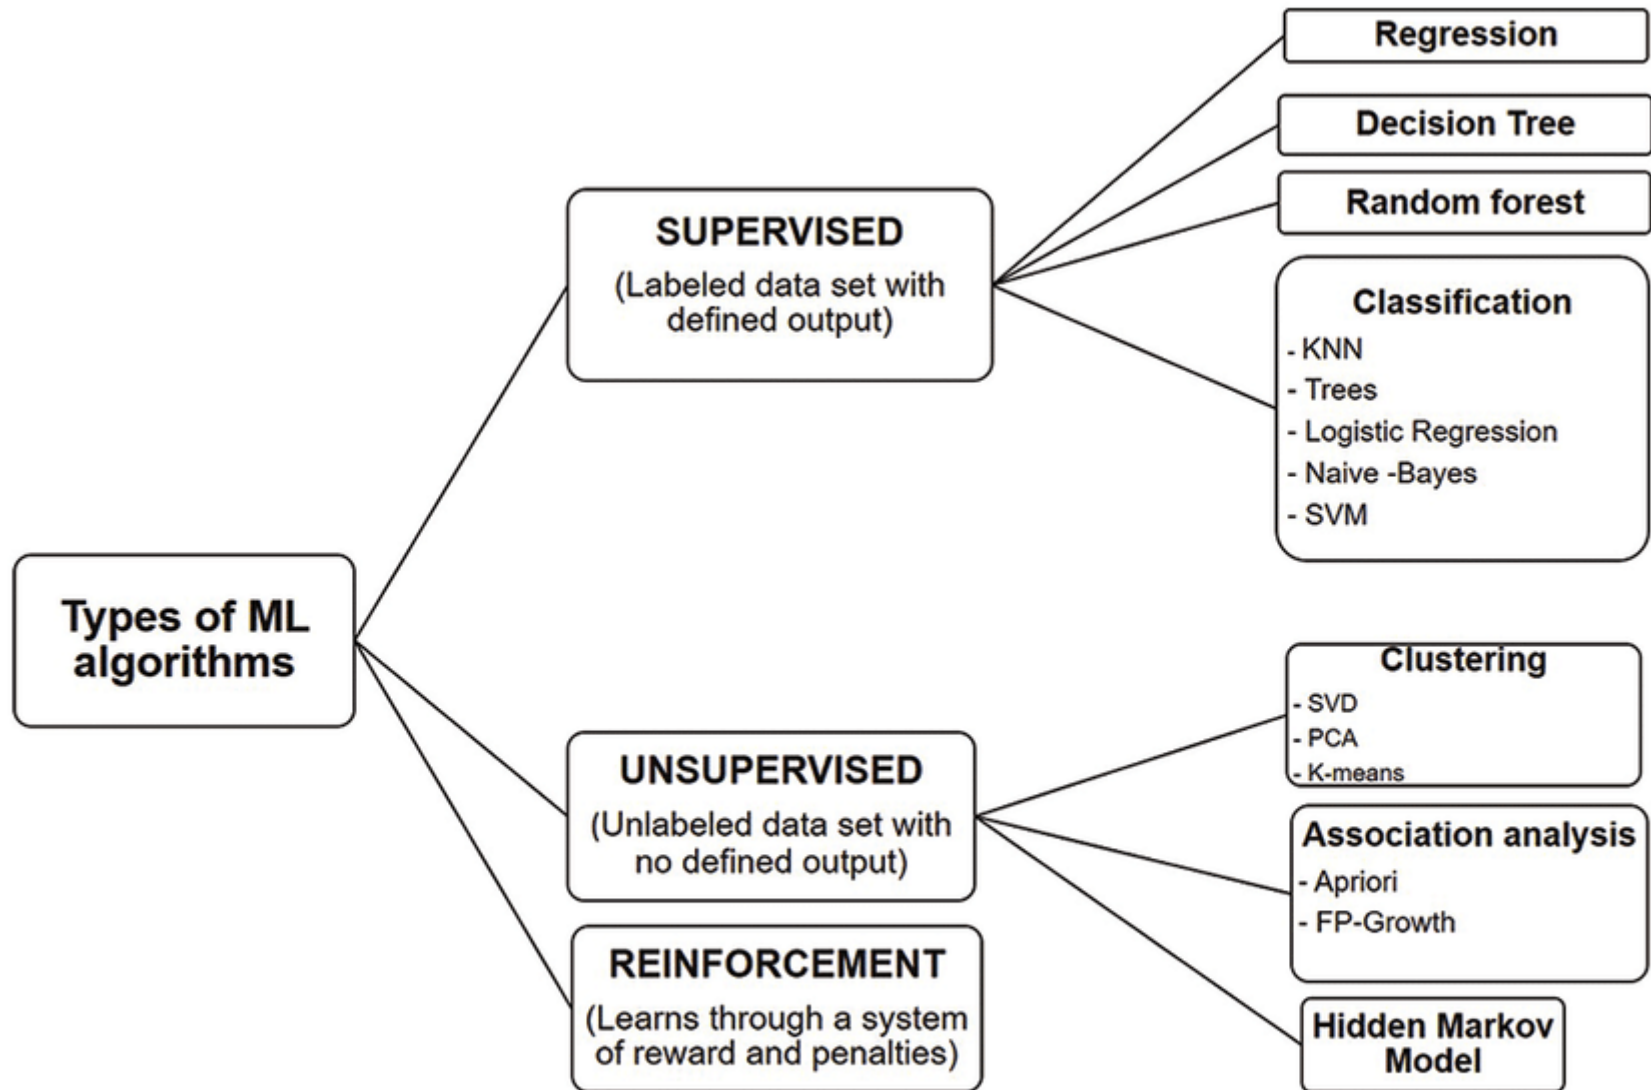 Types of ML
algorithms
SUPERVISED
(Labeled data set with
defined output)
Regression
Decision Tree
Random forest
Classification
- KNN
- Trees
- Logistic Regression
- Naive -Bayes
- SVM
UNSUPERVISED
(Unlabeled data set with
no defined output)
Clustering
- SVD
- PCA
- K-means
Association analysis
- Apriori
- FP-Growth
Hidden Markov
Model
REINFORCEMENT
(Learns through a system
of reward and penalties)